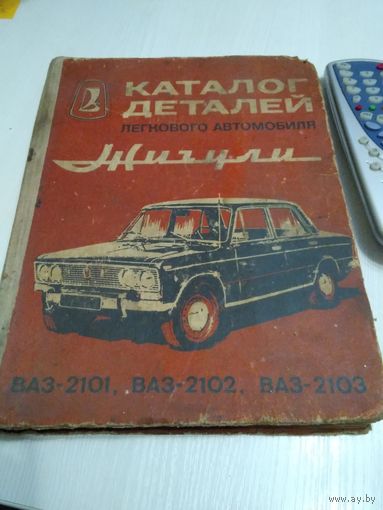 КАТАЛОГ
ДЕТАЛЕЙ
ЛЕГКОВОГО АВТОМОБИЛЯ
Жигули
ВАЗ-2101, ВАЗ-2102, ВАЗ-2103
www.ay.by